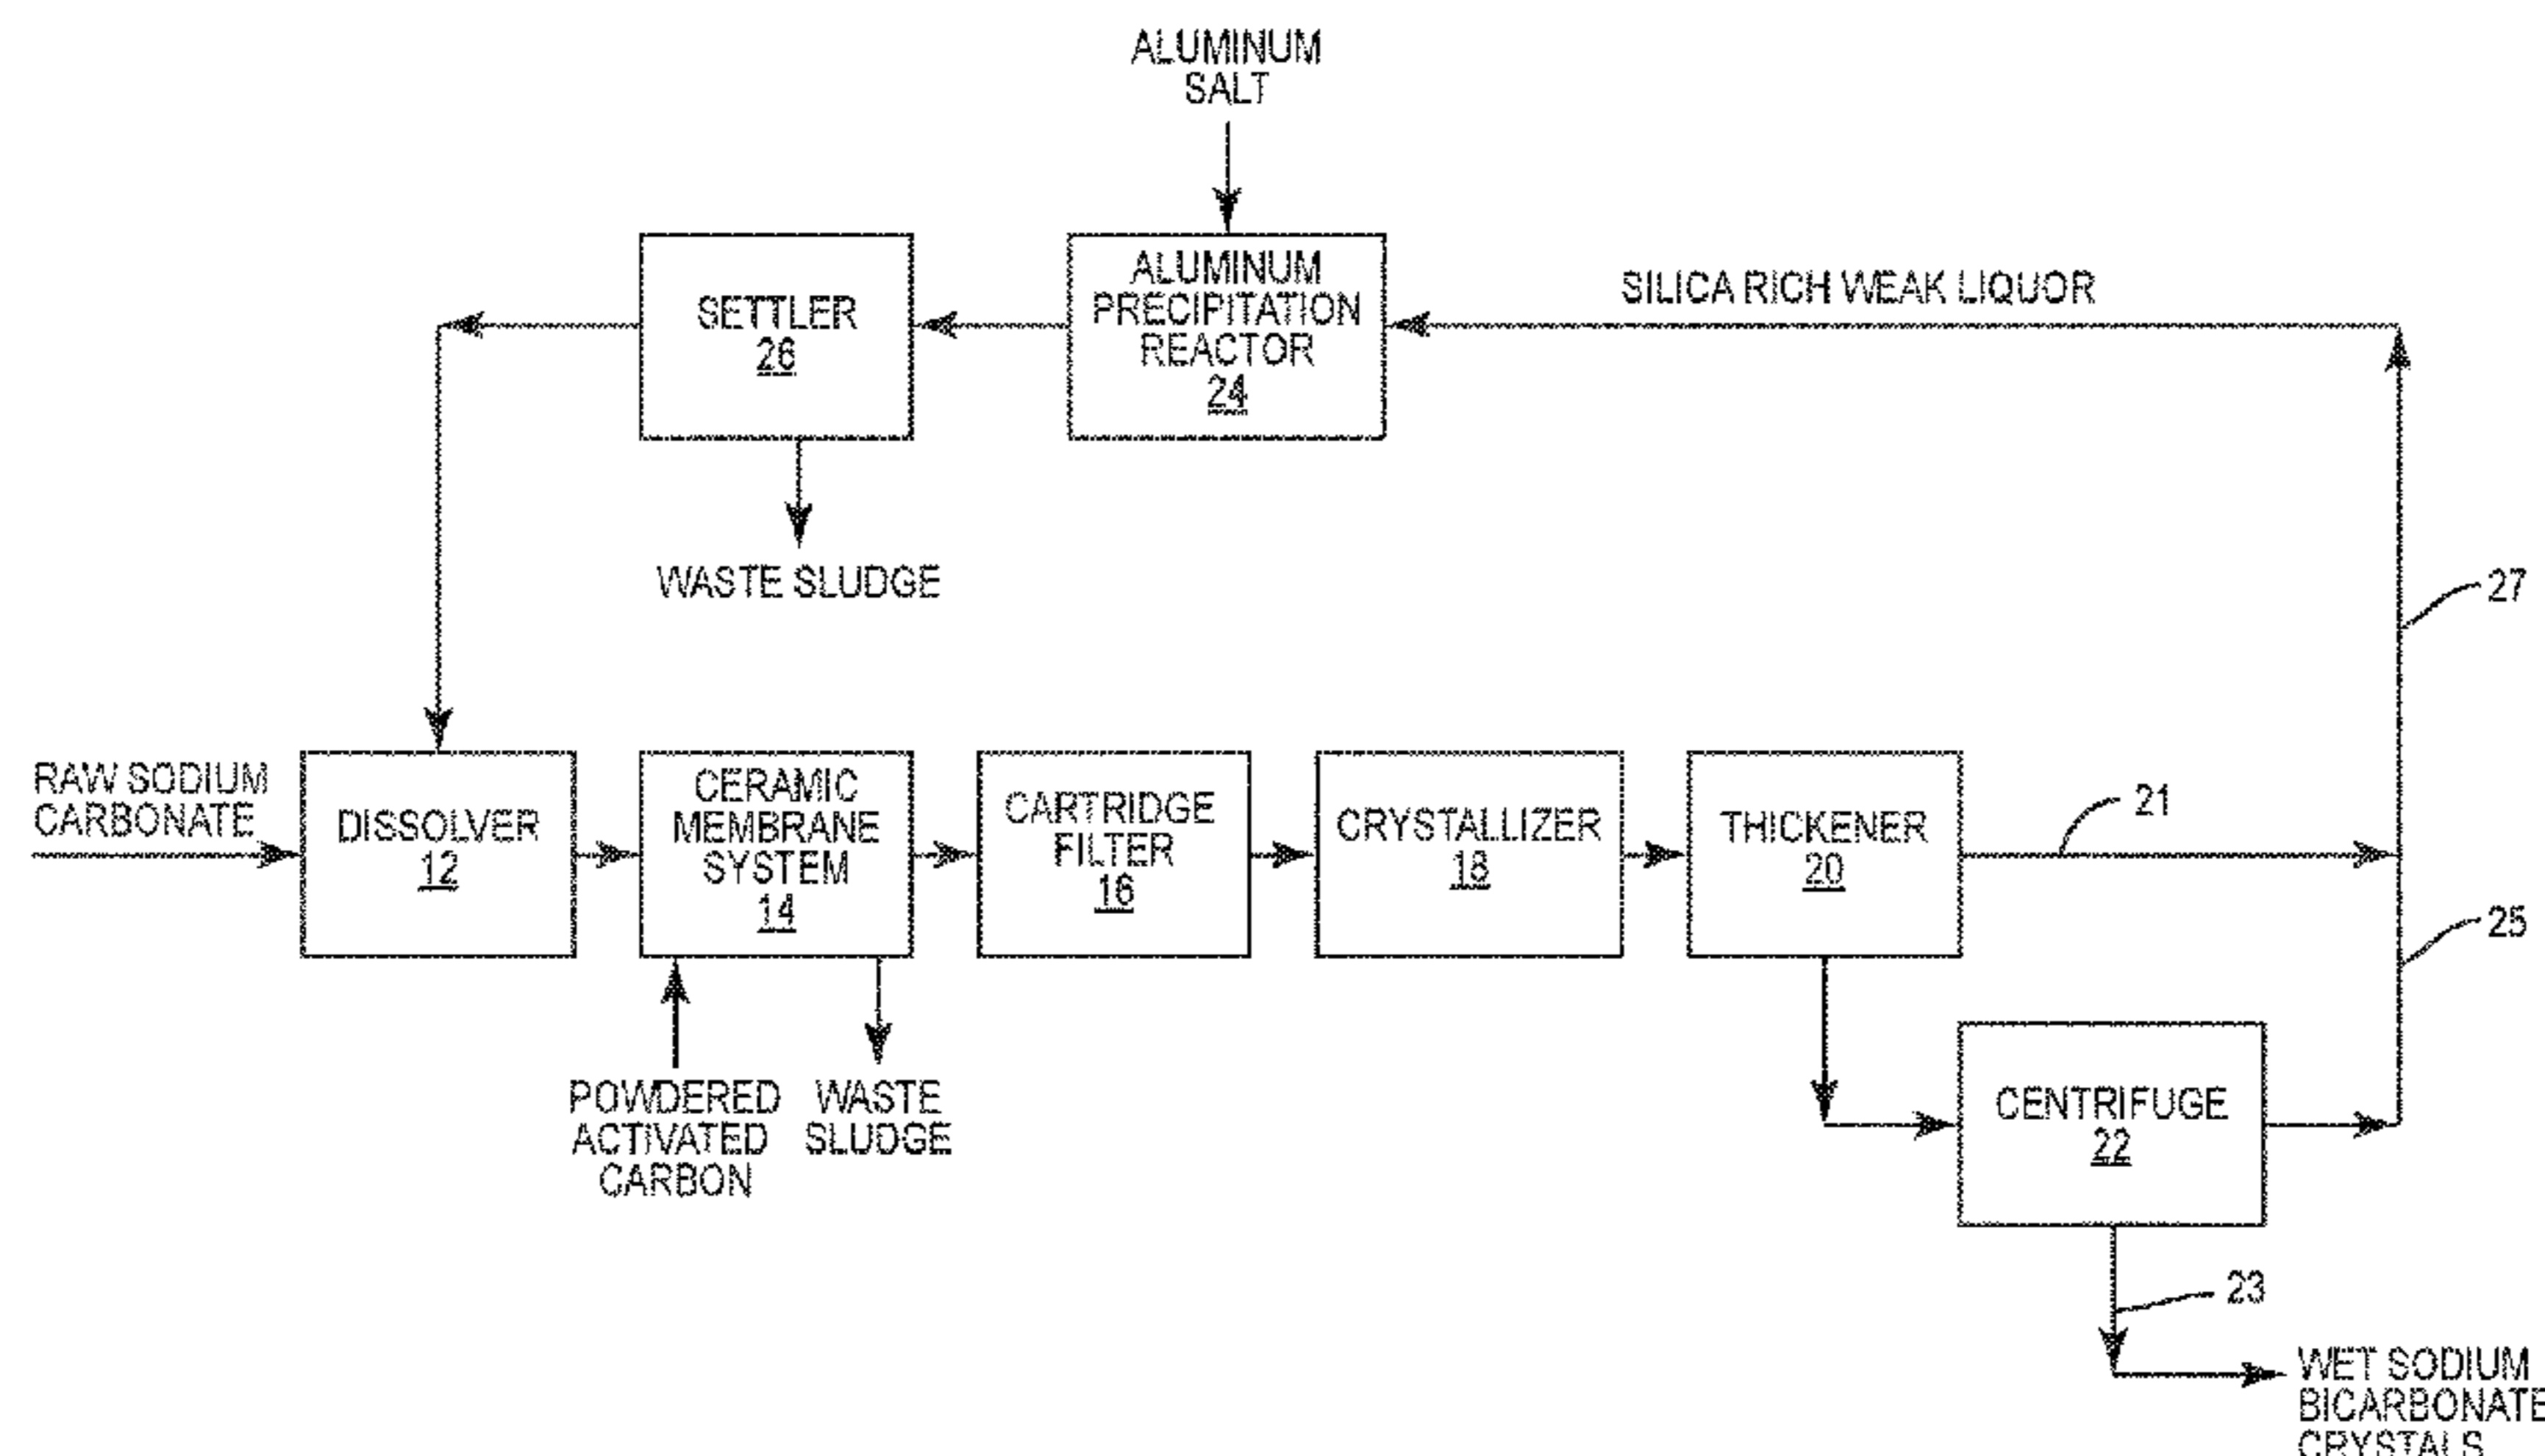 ALUMINUM
SALT
SETTLER
26
ALUMINUM
PRECIPITATION
REACTOR
24
SILICA RICH WEAK LIQUOR
WASTE SLUDGE
27
RAW SODIUM
CARBONATE
DISSOLVER
12
CERAMIC
MEMBRANE
SYSTEM
14
CARTRIDGE
FILTER
16
CRYSTALLIZER
18
THICKENER
20
21
25
POWDERED
ACTIVATED
CARBON
WASTE
SLUDGE
CENTRIFUGE
22
23
WET SODIUM
BICARBONATE
CRYSTALS